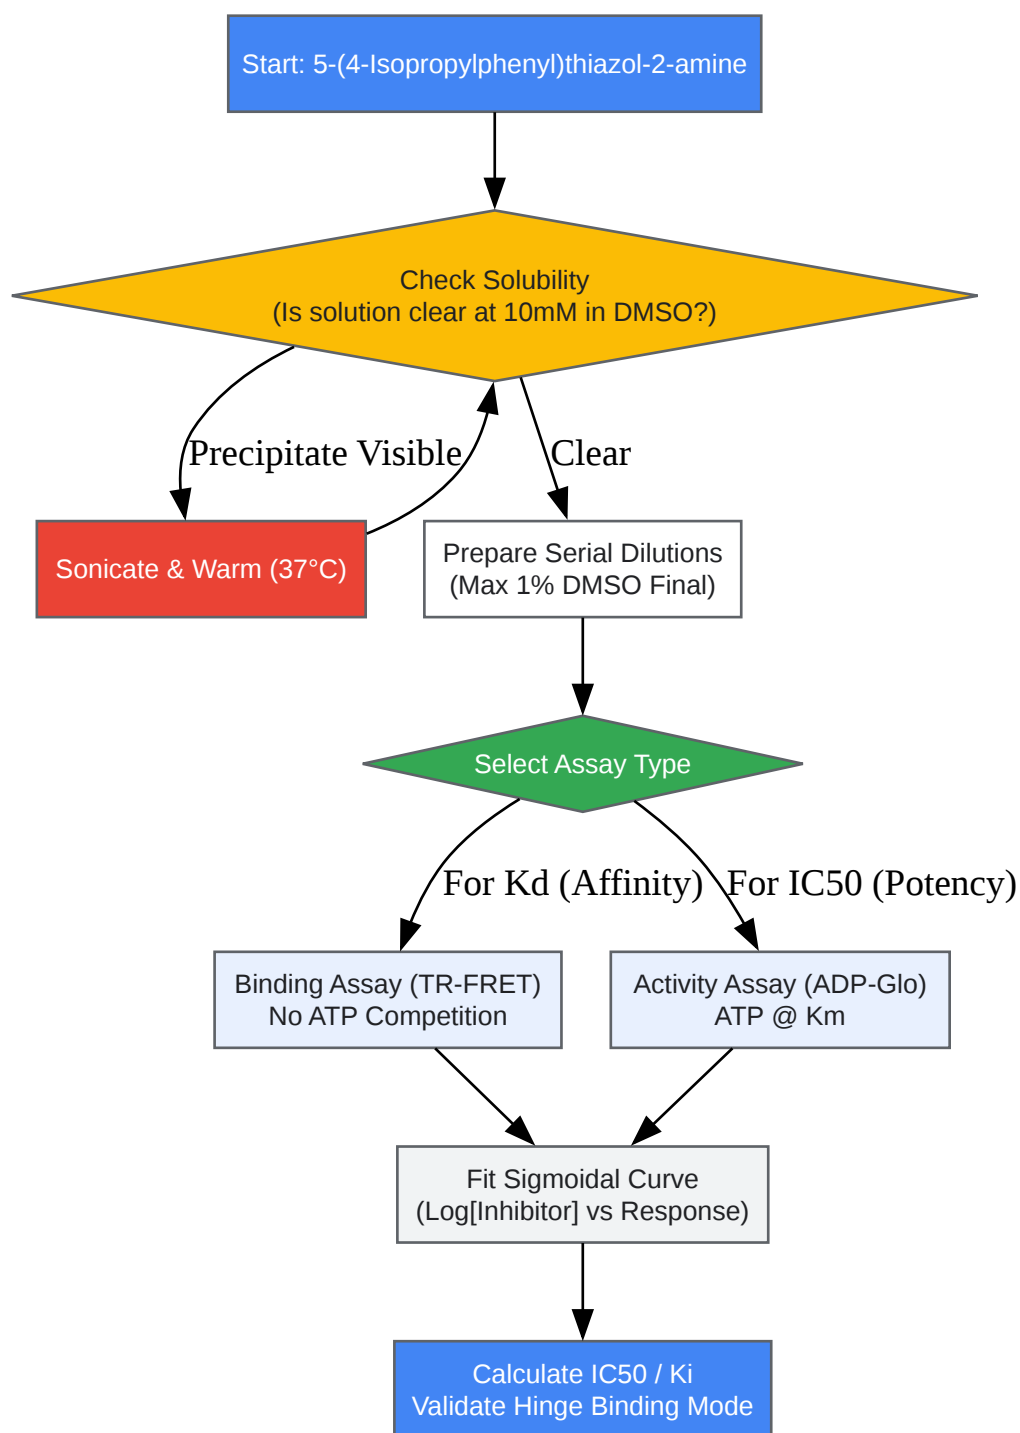 Start: 5-(4-Isopropylphenyl)thiazol-2-amine
Check Solubility
(Is solution clear at 10mM in DMSO?)
Precipitate Visible
Clear
Sonicate & Warm (37°C)
Prepare Serial Dilutions
(Max 1% DMSO Final)
Select Assay Type
For Kd (Affinity)
For IC50 (Potency)
Binding Assay (TR-FRET)
No ATP Competition
Activity Assay (ADP-Glo)
ATP @ Km
Fit Sigmoidal Curve
(Log[Inhibitor] vs Response)
Calculate IC50 / Ki
Validate Hinge Binding Mode